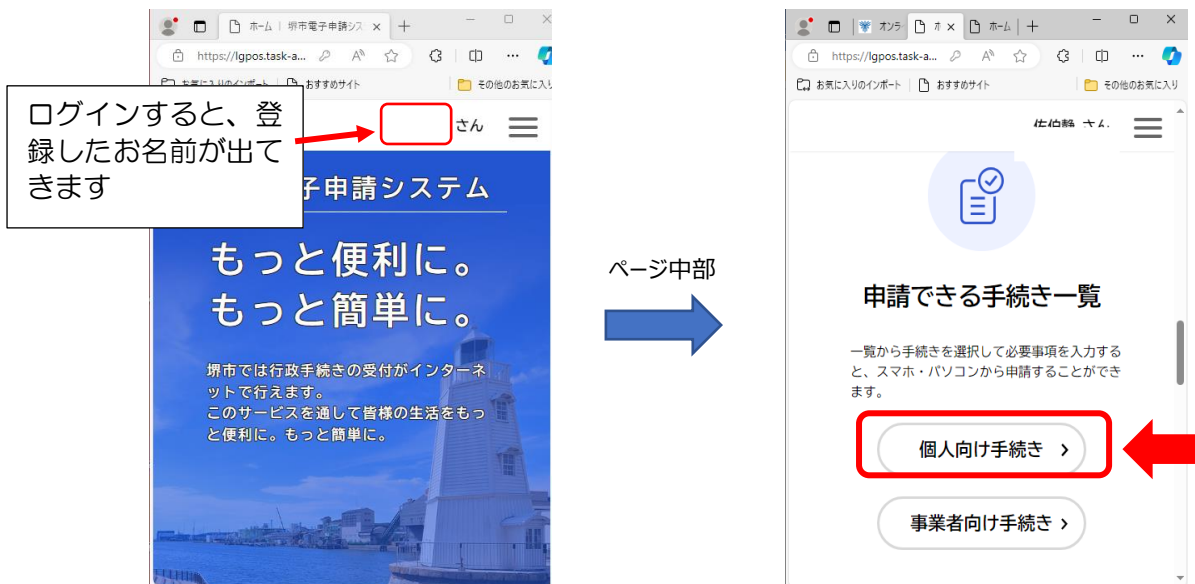 ホーム | 堺市電子申請シス
https://lgpos.task-a...
お気に入りのインポート
おすすめサイト
その他のお気に入り
ログインすると、登
録したお名前が出て
きます
さん
子申請システム
もっと便利に。
もっと簡単に。
堺市では行政手続きの受付がインターネ
ットで行えます。
このサービスを通して皆様の生活をもっ
と便利に。もっと簡単に。
ページ中部
オンラ
ホ
ホーム
https://lgpos.task-a...
お気に入りのインポート
おすすめサイト
その他のお気に入り
佐伯静 さん
申請できる手続き一覧
一覧から手続きを選択して必要事項を入力する
と、スマホ・パソコンから申請することができ
ます。
個人向け手続き
事業者向け手続き